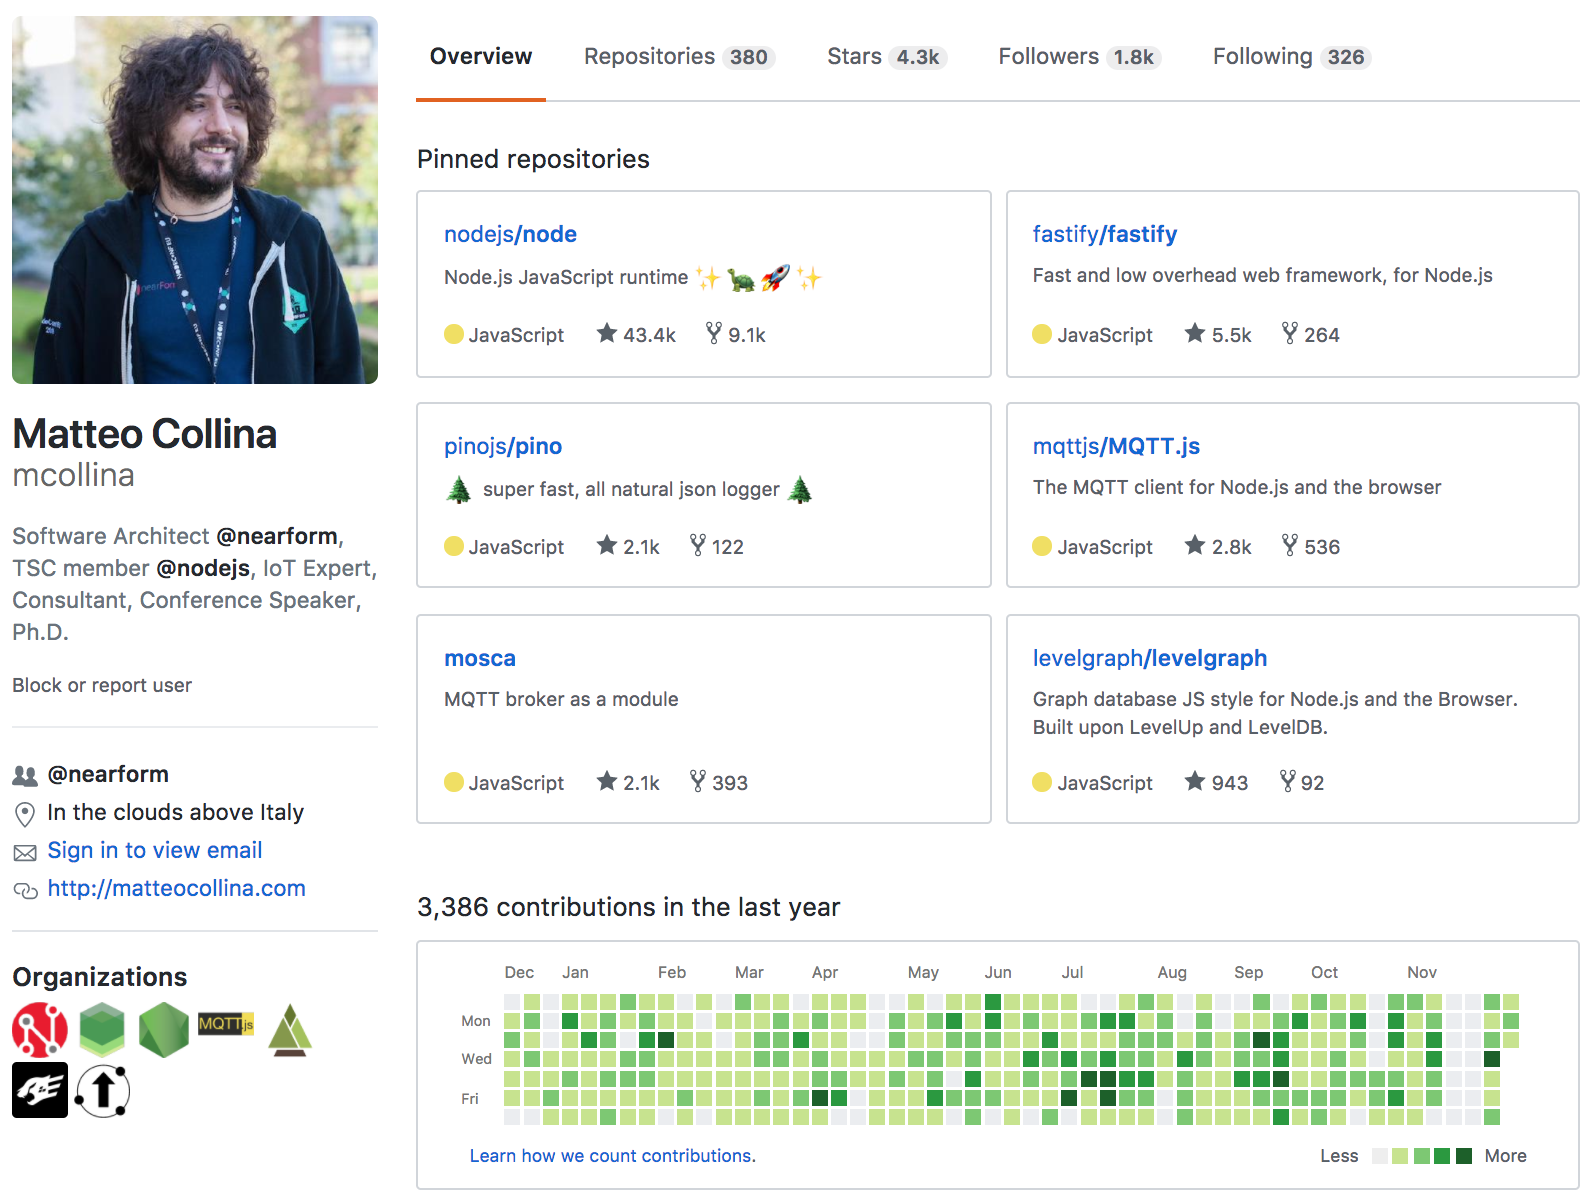 Overview Repositories 380 Stars 4.3k Followers 1.8k Following 326
Pinned repositories
nodejs/node
Node.js JavaScript runtime ✨🐢🚀✨
JavaScript 43.4k 9.1k
fastify/fastify
Fast and low overhead web framework, for Node.js
JavaScript 5.5k 264
pinojs/pino
🌲 super fast, all natural json logger 🌲
JavaScript 2.1k 122
mqttjs/MQTT.js
The MQTT client for Node.js and the browser
JavaScript 2.8k 536
mosca
MQTT broker as a module
JavaScript 2.1k 393
levelgraph/levelgraph
Graph database JS style for Node.js and the Browser.
Built upon LevelUp and LevelDB.
JavaScript 943 92
Matteo Collina
mcollina
Software Architect @nearform,
TSC member @nodejs, IoT Expert,
Consultant, Conference Speaker,
Ph.D.
Block or report user
@nearform
In the clouds above Italy
Sign in to view email
http://matteocollina.com
Organizations
MQTT.js
3,386 contributions in the last year
Dec Jan Feb Mar Apr May Jun Jul Aug Sep Oct Nov
Mon
Wed
Fri
Learn how we count contributions.
Less More